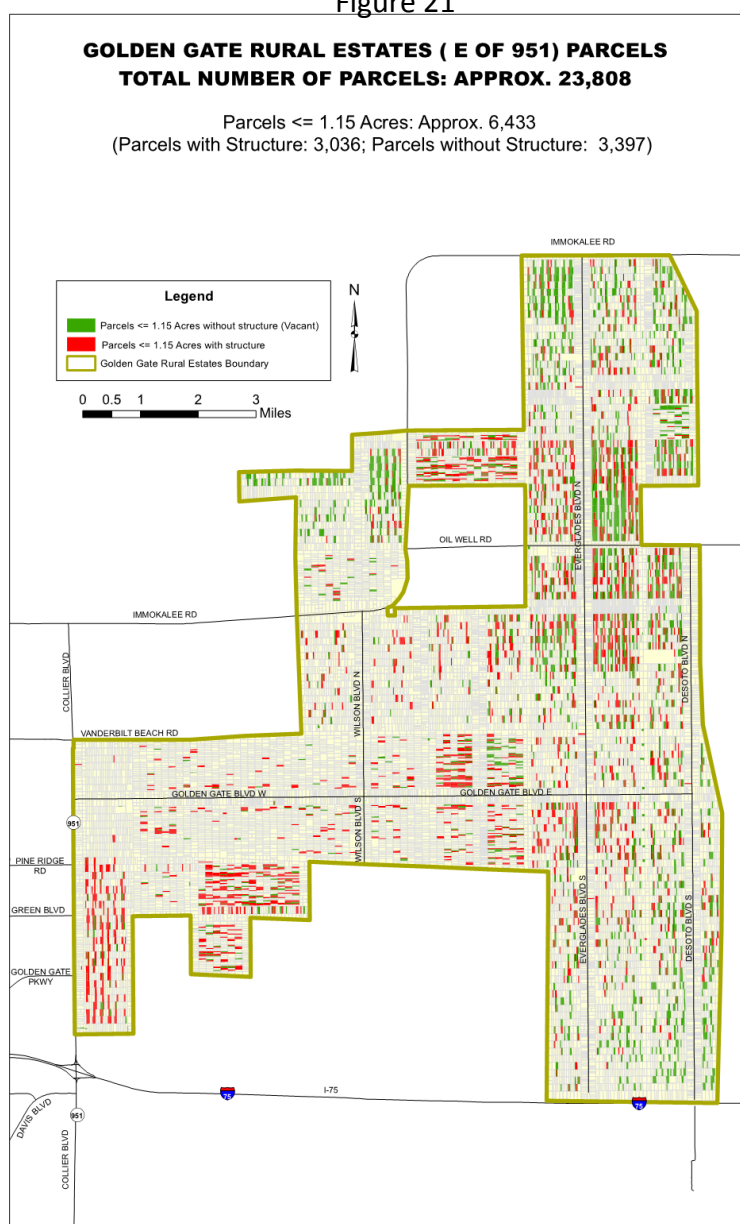 Figure 21
GOLDEN GATE RURAL ESTATES ( E OF 951) PARCELS
TOTAL NUMBER OF PARCELS: APPROX. 23,808
Parcels <= 1.15 Acres: Approx. 6,433
(Parcels with Structure: 3,036; Parcels without Structure:  3,397)
IMMOKALEE RD
Legend
Parcels <= 1.15 Acres without structure (Vacant)
Parcels <= 1.15 Acres with structure
Golden Gate Rural Estates Boundary
N
0 0.5 1 2 3
Miles
EVERGLADES BLVD N
OIL WELL RD
IMMOKALEE RD
COLLIER BLVD
WILSON BLVD N
DESOTO BLVD N
VANDERBILT BEACH RD
GOLDEN GATE BLVD W
GOLDEN GATE BLVD E
951
WILSON BLVD S
PINE RIDGE
RD
GREEN BLVD
EVERGLADES BLVD S
DESOTO BLVD S
GOLDEN GATE
PKWY
I-75
75
75
DAVIS BLVD
951
COLLIER BLVD